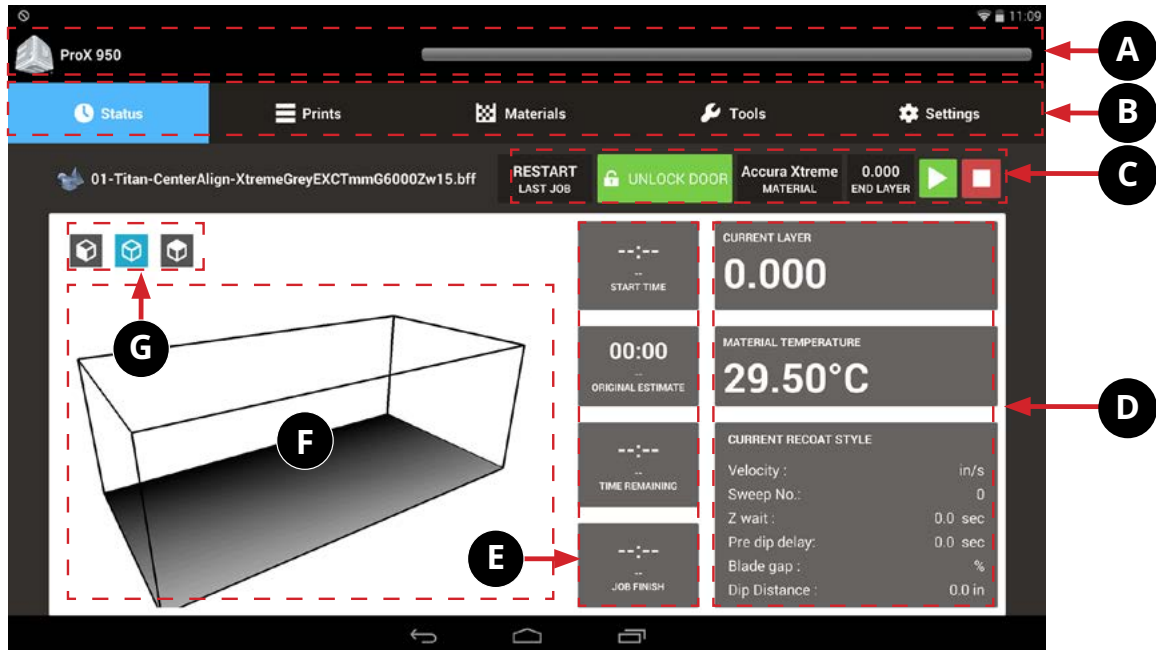 11:09
ProX 950
A
Status Prints Materials Tools Settings
B
01-Titan-CenterAlign-XtremeGreyEXCTmmG6000Zw15.bff
RESTART
LAST JOB
UNLOCK DOOR
Accura Xtreme
MATERIAL
0.000
END LAYER
C
G
F
--:--
--
START TIME
00:00
--
ORIGINAL ESTIMATE
--:--
--
TIME REMAINING
--:--
--
JOB FINISH
E
CURRENT LAYER
0.000
MATERIAL TEMPERATURE
29.50°C
D
CURRENT RECOAT STYLE
Velocity : in/s
Sweep No.: 0
Z wait : 0.0 sec
Pre dip delay: 0.0 sec
Blade gap : %
Dip Distance : 0.0 in